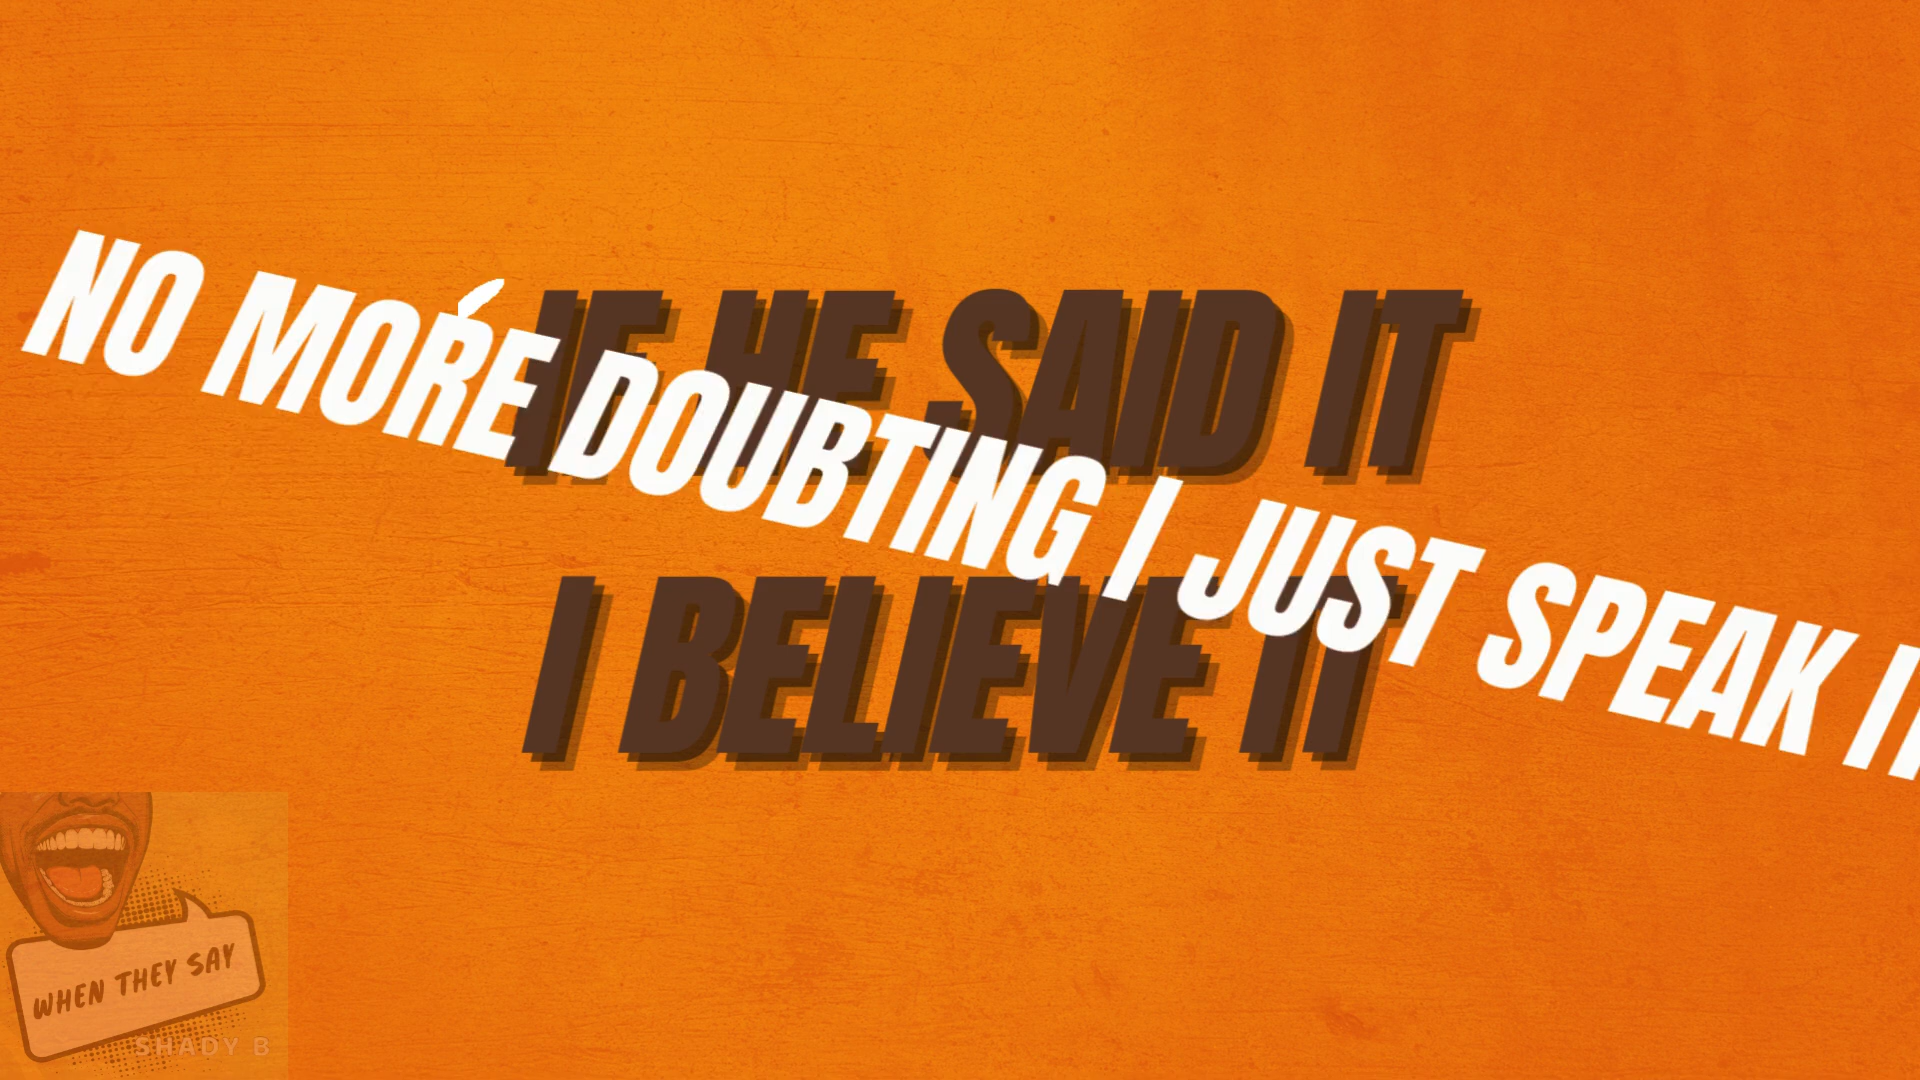 IF HE SAID IT
NO MORE DOUBTING I JUST SPEAK IT
I BELIEVE IT
WHEN THEY SAY
SHADY B